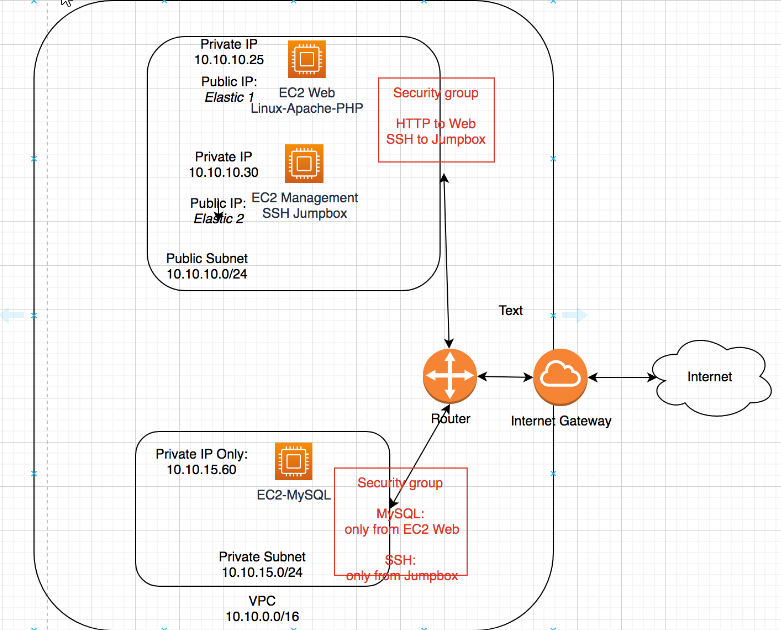 Private IP
10.10.10.25
Public IP:
Elastic 1
EC2 Web
Linux-Apache-PHP
Security group
HTTP to Web
SSH to Jumpbox
Private IP
10.10.10.30
Public IP:
Elastic 2
EC2 Management
SSH Jumpbox
Public Subnet
10.10.10.0/24
Text
Internet
Router
Internet Gateway
Private IP Only:
10.10.15.60
EC2-MySQL
Security group
MySQL:
only from EC2 Web
SSH:
only from Jumpbox
Private Subnet
10.10.15.0/24
VPC
10.10.0.0/16